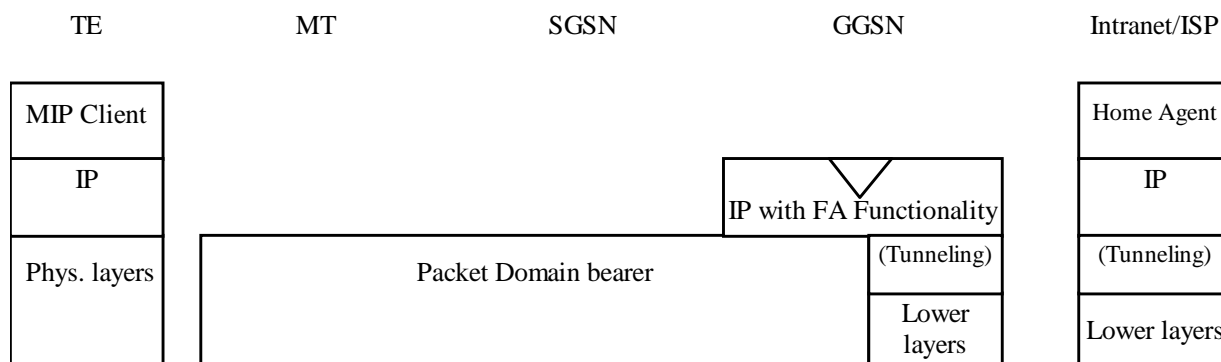 TE MT SGSN GGSN Intranet/ISP
MIP Client Home Agent
IP IP
IP with FA Functionality
Phys. layers Packet Domain bearer (Tunneling) (Tunneling)
Lower
layers Lower layers